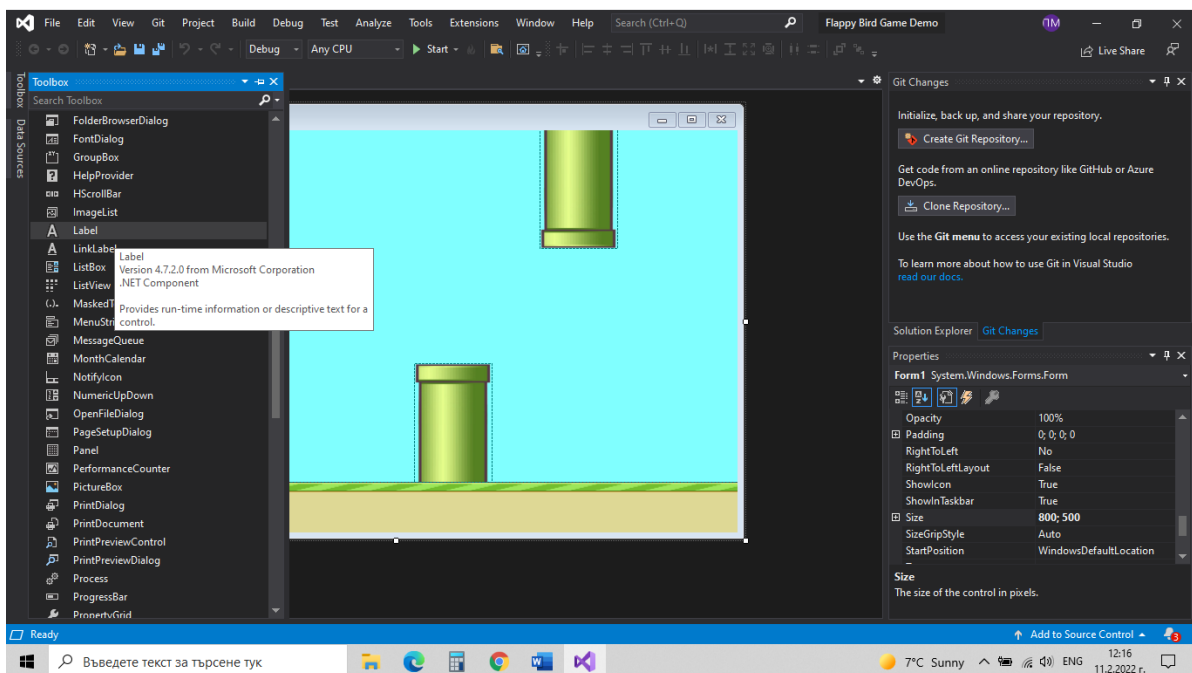 File Edit View Git Project Build Debug Test Analyze Tools Extensions Window Help Search (Ctrl+Q) Flappy Bird Game Demo ПМ
Debug Any CPU Start Live Share
Toolbox
Data Sources
Toolbox
Search Toolbox
FolderBrowserDialog
FontDialog
GroupBox
HelpProvider
HScrollBar
ImageList
Label
LinkLabel
ListBox
ListView
MaskedT
MenuStri
MessageQueue
MonthCalendar
NotifyIcon
NumericUpDown
OpenFileDialog
PageSetupDialog
Panel
PerformanceCounter
PictureBox
PrintDialog
PrintDocument
PrintPreviewControl
PrintPreviewDialog
Process
ProgressBar
PropertyGrid
Label
Version 4.7.2.0 from Microsoft Corporation
.NET Component
Provides run-time information or descriptive text for a
control.
Git Changes
Initialize, back up, and share your repository.
Create Git Repository...
Get code from an online repository like GitHub or Azure
DevOps.
Clone Repository...
Use the Git menu to access your existing local repositories.
To learn more about how to use Git in Visual Studio
read our docs.
Solution Explorer Git Changes
Properties
Form1 System.Windows.Forms.Form
Opacity 100%
Padding 0; 0; 0; 0
RightToLeft No
RightToLeftLayout False
ShowIcon True
ShowInTaskbar True
Size 800; 500
SizeGripStyle Auto
StartPosition WindowsDefaultLocation
Size
The size of the control in pixels.
Ready Add to Source Control 3
Въведете текст за търсене тук 7°C Sunny ENG 12:16
11.2.2022 г.